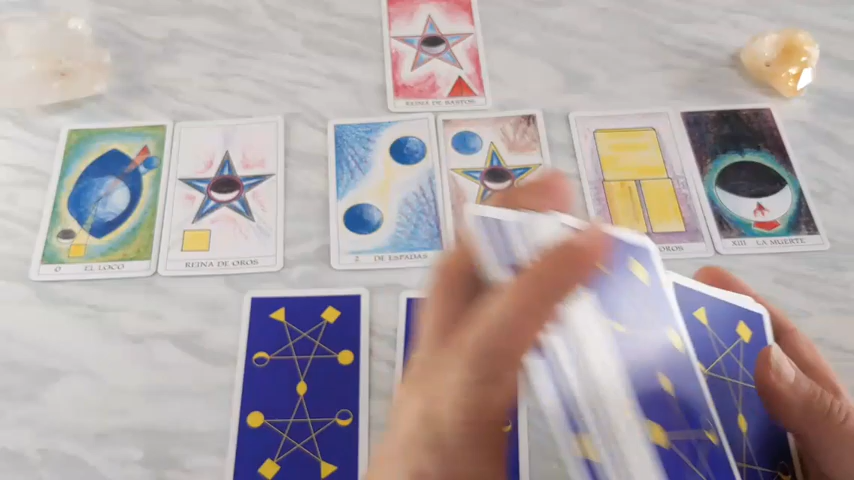 REINA DE BASTOS
0 EL LOCO
REINA DE OROS
2 DE ESPADAS
OROS
XIII LA MUERTE